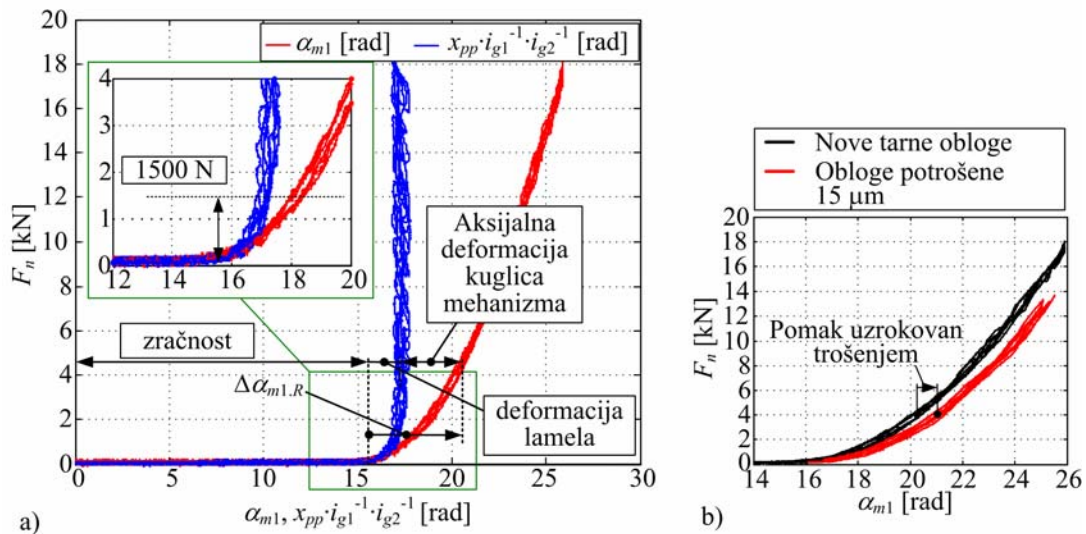 20
18
16
14
12
10
8
6
4
2
0
F_n [kN]
α_m1 [rad]
x_pp·i_g1^-1·i_g2^-1 [rad]
4
3
2
1
0
12 14 16 18 20
1500 N
Aksijalna
deformacija
kuglica
mehanizma
zračnost
Δα_m1.R
deformacija
lamela
0 5 10 15 20 25 30
α_m1, x_pp·i_g1^-1·i_g2^-1 [rad]
a)
Nove tarne obloge
Obloge potrošene
15 μm
20
18
16
14
12
10
8
6
4
2
0
F_n [kN]
Pomak uzrokovan
trošenjem
14 16 18 20 22 24 26
α_m1 [rad]
b)